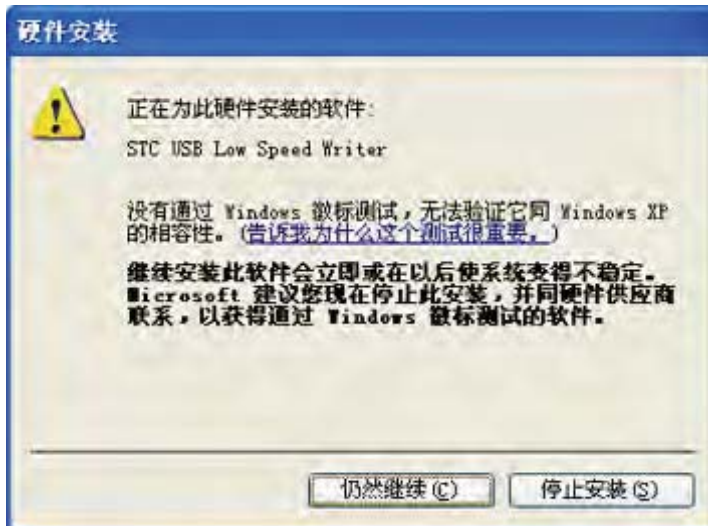 硬件安装
正在为此硬件安装的软件:
STC USB Low Speed Writer
没有通过 Windows 徽标测试，无法验证它同 Windows XP
的相容性。(告诉我为什么这个测试很重要。)
继续安装此软件会立即或在以后使系统变得不稳定。
Microsoft 建议您现在停止此安装，并同硬件供应商
联系，以获得通过 Windows 徽标测试的软件。
仍然继续(C)
停止安装(S)